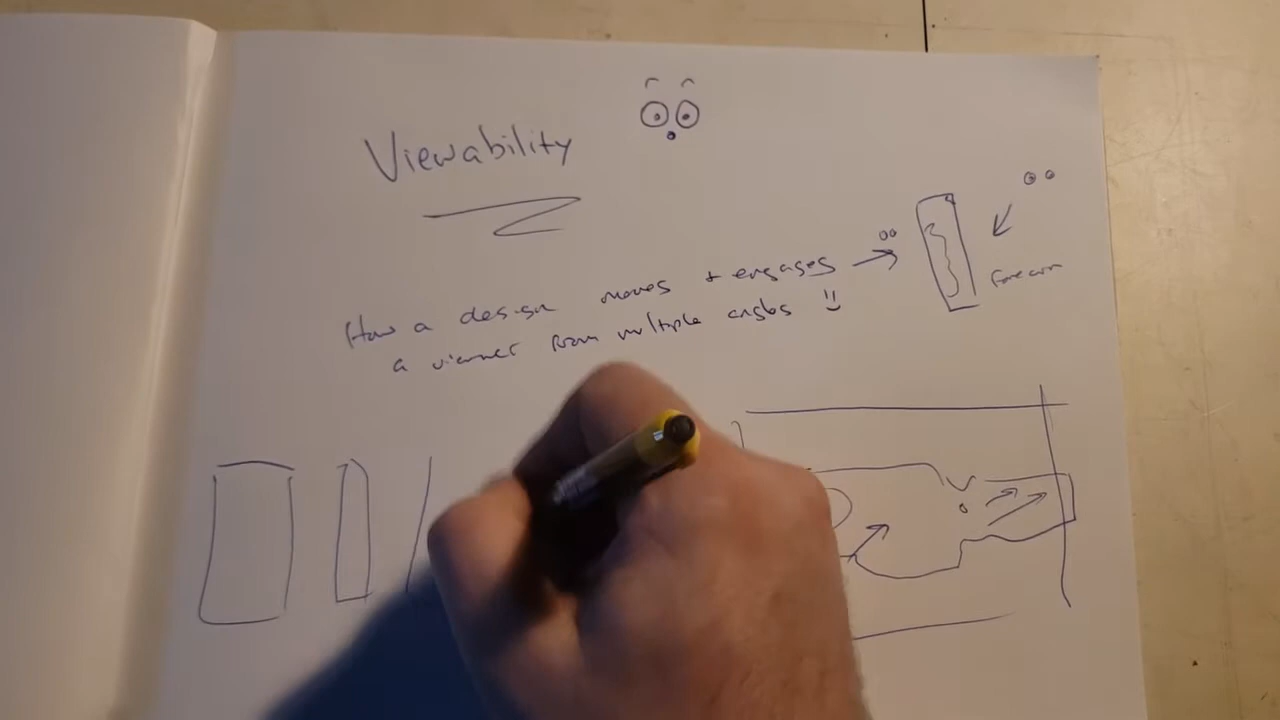 Viewability
How a design moves + engages
a viewer from multiple angles
forearm